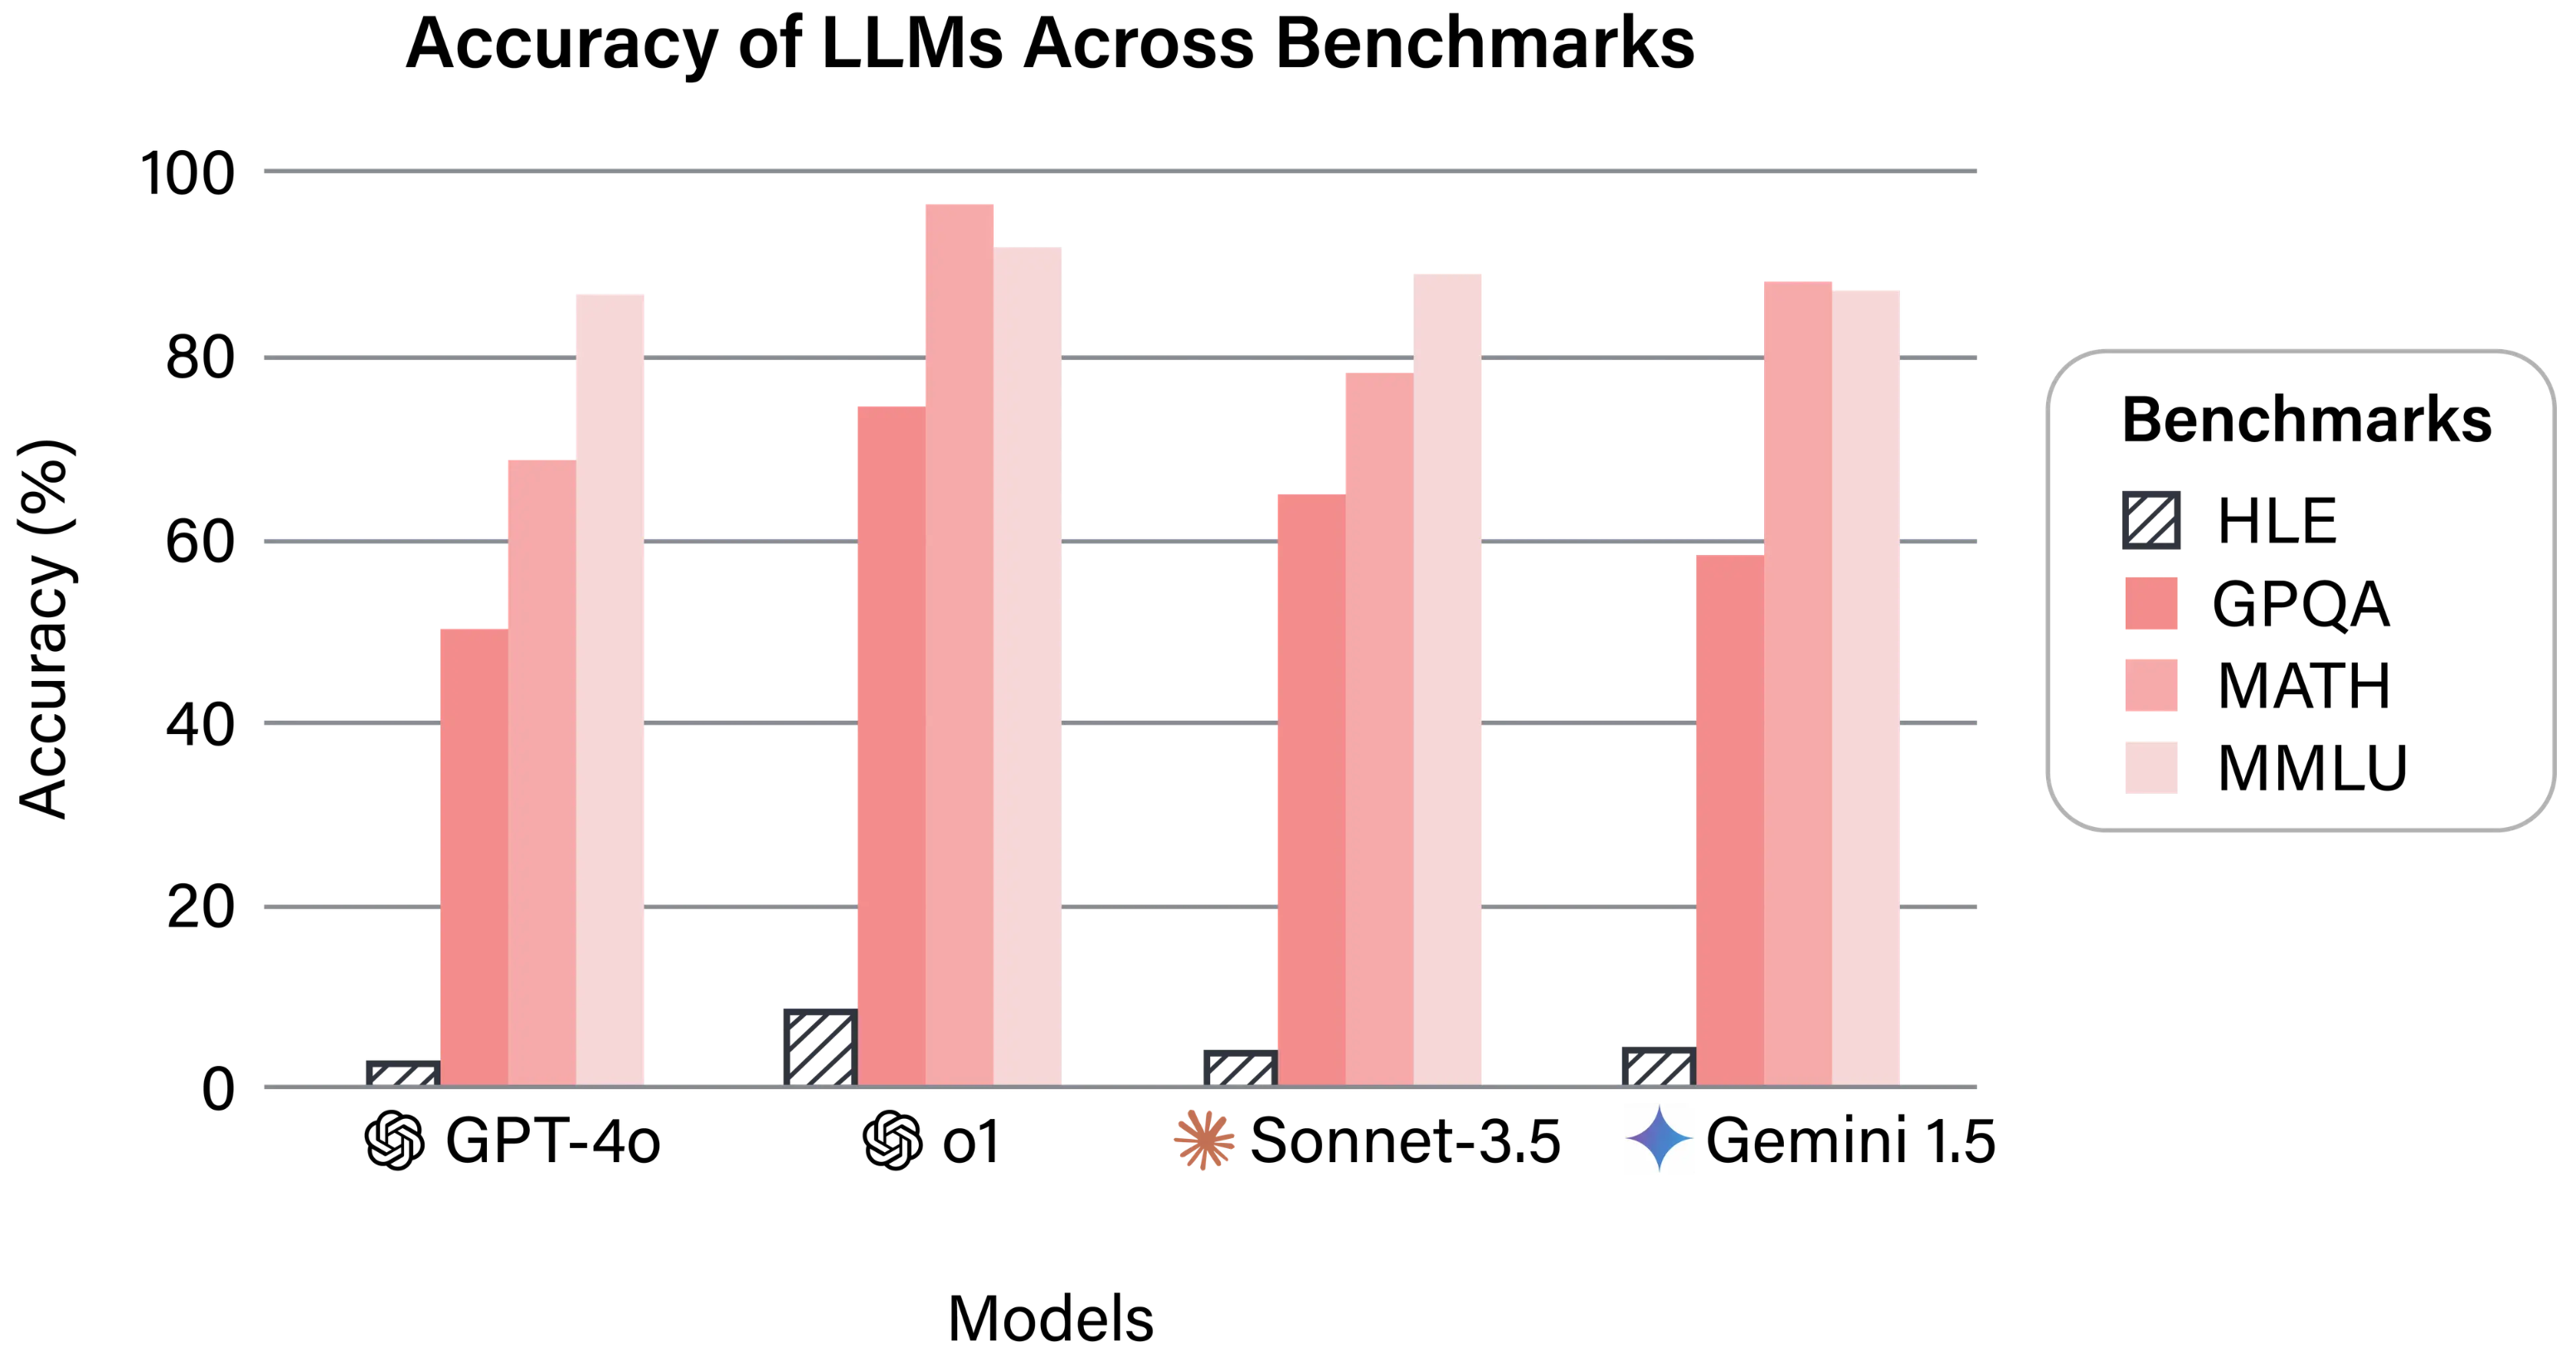 Accuracy of LLMs Across Benchmarks
Accuracy (%)
100
80
60
40
20
0
GPT-4o
o1
Sonnet-3.5
Gemini 1.5
Models
Benchmarks
HLE
GPQA
MATH
MMLU